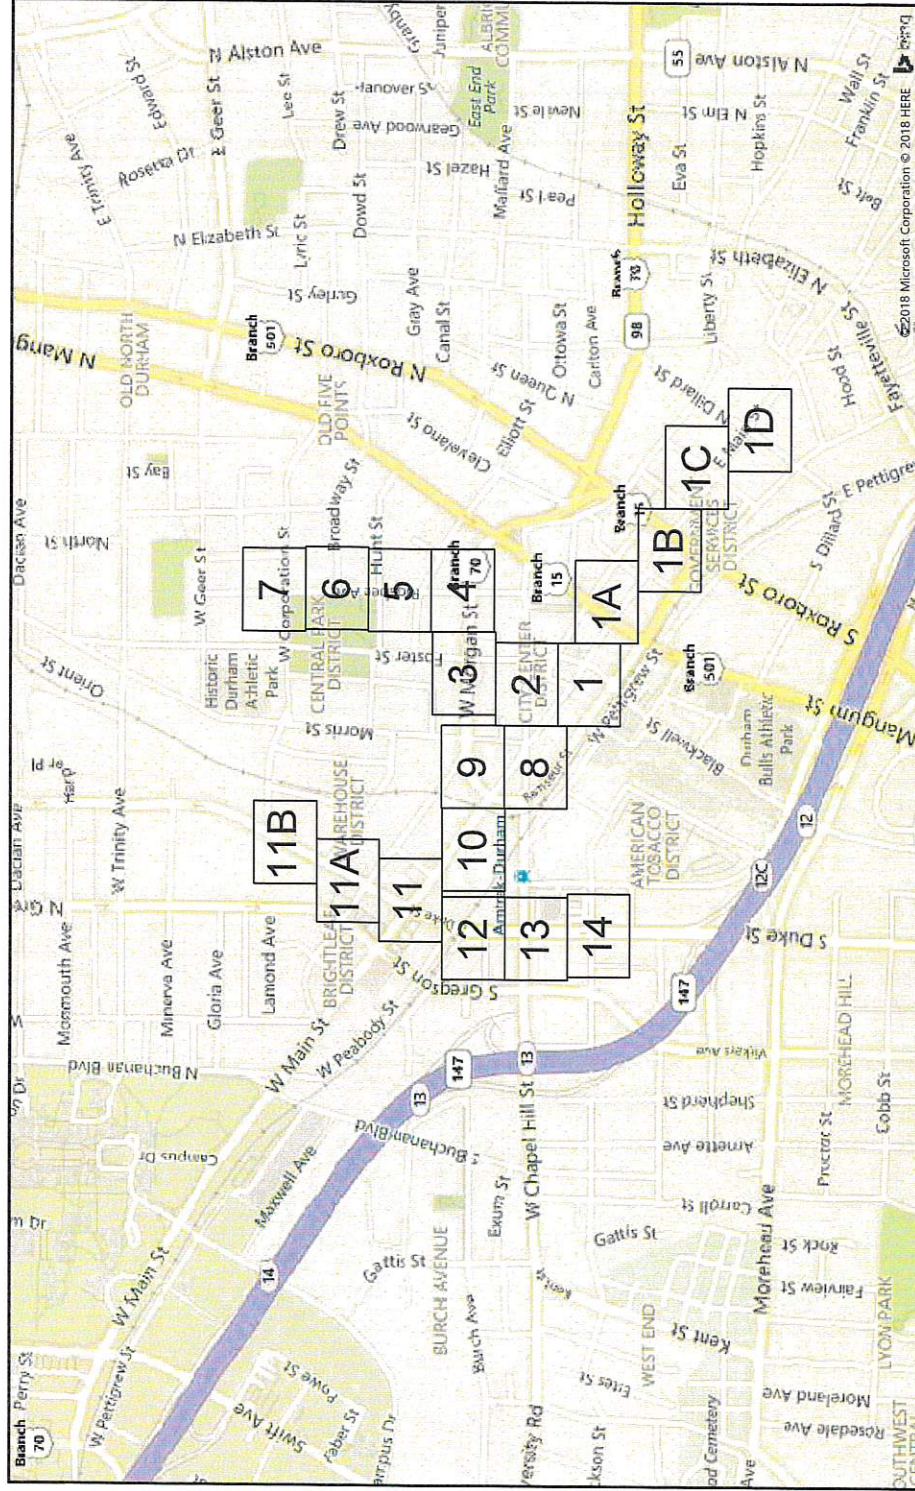 Branch
70
Perry St
W Pettigrew St
W Main St
Swift Ave
Powe St
Faber St
14
Campus Dr
Maxwell Ave
N Buchanan Blvd
S Buchanan Blvd
Gattis St
BURCH AVENUE
Exum St
W Chapel Hill St
Kent St
Gattis St
WEST END
Estes St
Kent St
Carroll St
Arnette Ave
Shepherd St
Vickers Ave
Morehead Ave
Rock St
Fairview St
Moreland Ave
Rosedale Ave
LYON PARK
Proctor St
Cobb St
MOREHEAD HILL
13
147
13
147
12C
12
S Duke St
W Main St
W Peabody St
S Gregson St
Monmouth Ave
Minerva Ave
Gloria Ave
Lamond Ave
BRIGHTLEAF
DISTRICT
Dacian Ave
W Trinity Ave
Orient St
WAREHOUSE
DISTRICT
Morris St
Historic
Durham
Athletic
Park
CENTRAL PARK
DISTRICT
Foster St
W Geer St
W Corporation St
Hunt St
Broadway St
W Morgan St
CITY CENTER
DISTRICT
Amtrak-Durham
Ramseur St
W Pettigrew St
Blackwell St
AMERICAN
TOBACCO
DISTRICT
Durham
Bulls Athletic
Park
Mangum St
S Roxboro St
S Dillard St
E Main St
N Dillard St
GOVERNMENT
SERVICES
DISTRICT
Branch
501
Branch
15
Branch
15
Branch
70
Dacian Ave
North St
Bay St
OLD NORTH
DURHAM
N Mang
Branch
501
N Roxboro St
OLD FIVE
POINTS
Cleveland St
Elliott St
N Queen St
Ottowa St
Carlton Ave
Gray Ave
Canal St
Gurley St
Lyric St
N Elizabeth St
Dowd St
Drew St
Lee St
E Geer St
N Alston Ave
Edward St
Rosetta Dr
E Trinity Ave
Gearwood Ave
Hazel St
Mallard Ave
East End
Park
Nevile St
Pearl St
Holloway St
98
55
N Alston Ave
N Elm St
Eva St
Hopkins St
Liberty St
N Elizabeth St
Hood St
Fayetteville St
Belt St
Franklin St
Wall St
1
1A
1B
1C
1D
2
3
4
5
6
7
8
9
10
11
11A
11B
12
13
14
©2018 Microsoft Corporation © 2018 HERE
bing